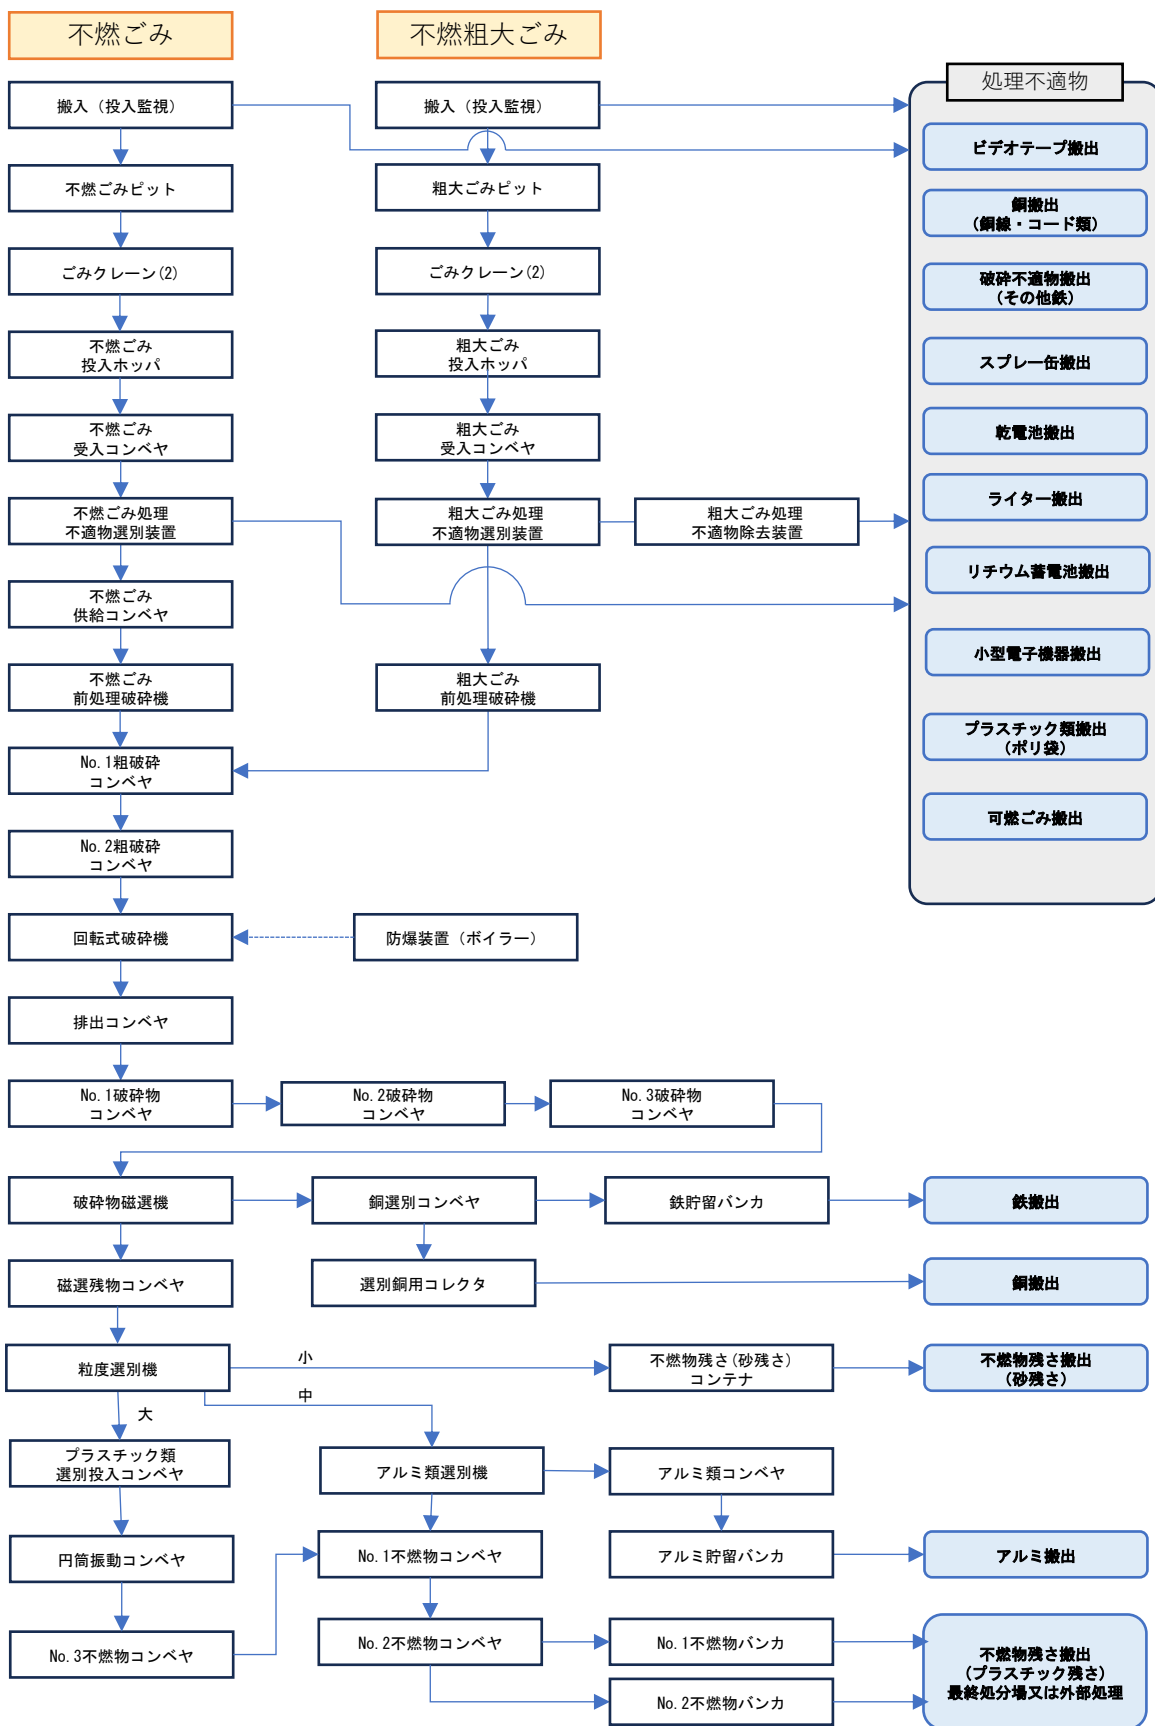 不燃ごみ
不燃粗大ごみ
処理不適物
搬入（投入監視）
搬入（投入監視）
ビデオテープ搬出
不燃ごみピット
粗大ごみピット
銅搬出
（銅線・コード類）
ごみクレーン(2)
ごみクレーン(2)
破砕不適物搬出
（その他鉄）
不燃ごみ
投入ホッパ
粗大ごみ
投入ホッパ
スプレー缶搬出
不燃ごみ
受入コンベヤ
粗大ごみ
受入コンベヤ
乾電池搬出
不燃ごみ処理
不適物選別装置
粗大ごみ処理
不適物選別装置
粗大ごみ処理
不適物除去装置
ライター搬出
リチウム蓄電池搬出
不燃ごみ
供給コンベヤ
小型電子機器搬出
不燃ごみ
前処理破砕機
粗大ごみ
前処理破砕機
プラスチック類搬出
（ポリ袋）
No.1粗破砕
コンベヤ
可燃ごみ搬出
No.2粗破砕
コンベヤ
回転式破砕機
防爆装置（ボイラー）
排出コンベヤ
No.1破砕物
コンベヤ
No.2破砕物
コンベヤ
No.3破砕物
コンベヤ
破砕物磁選機
銅選別コンベヤ
鉄貯留バンカ
鉄搬出
磁選残物コンベヤ
選別銅用コレクタ
銅搬出
粒度選別機
小
不燃物残さ(砂残さ)
コンテナ
不燃物残さ搬出
（砂残さ）
中
大
プラスチック類
選別投入コンベヤ
アルミ類選別機
アルミ類コンベヤ
円筒振動コンベヤ
No.1不燃物コンベヤ
アルミ貯留バンカ
アルミ搬出
No.3不燃物コンベヤ
No.2不燃物コンベヤ
No.1不燃物バンカ
不燃物残さ搬出
（プラスチック残さ）
最終処分場又は外部処理
No.2不燃物バンカ